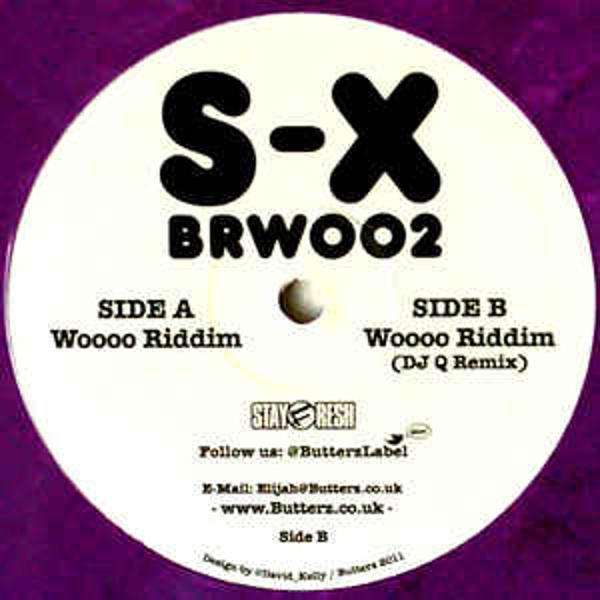 S-X
BRW002
SIDE A
Woooo Riddim
SIDE B
Woooo Riddim
(DJ Q Remix)
STAY FRESH
Follow us: @ButterzLabel
E-Mail: Elijah@Butterz.co.uk
- www.Butterz.co.uk -
Side B
Design by @David_Kelly / Butterz 2011